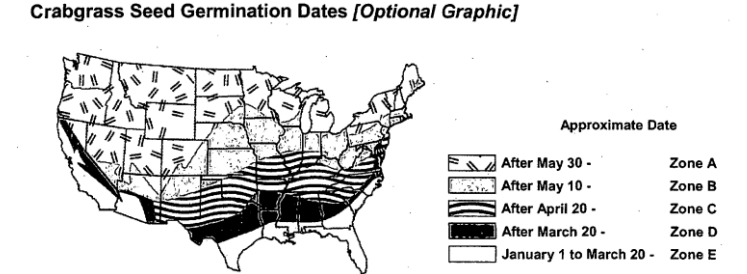 Crabgrass Seed Germination Dates [Optional Graphic]
Approximate Date
After May 30 - Zone A
After May 10 - Zone B
After April 20 - Zone C
After March 20 - Zone D
January 1 to March 20 - Zone E